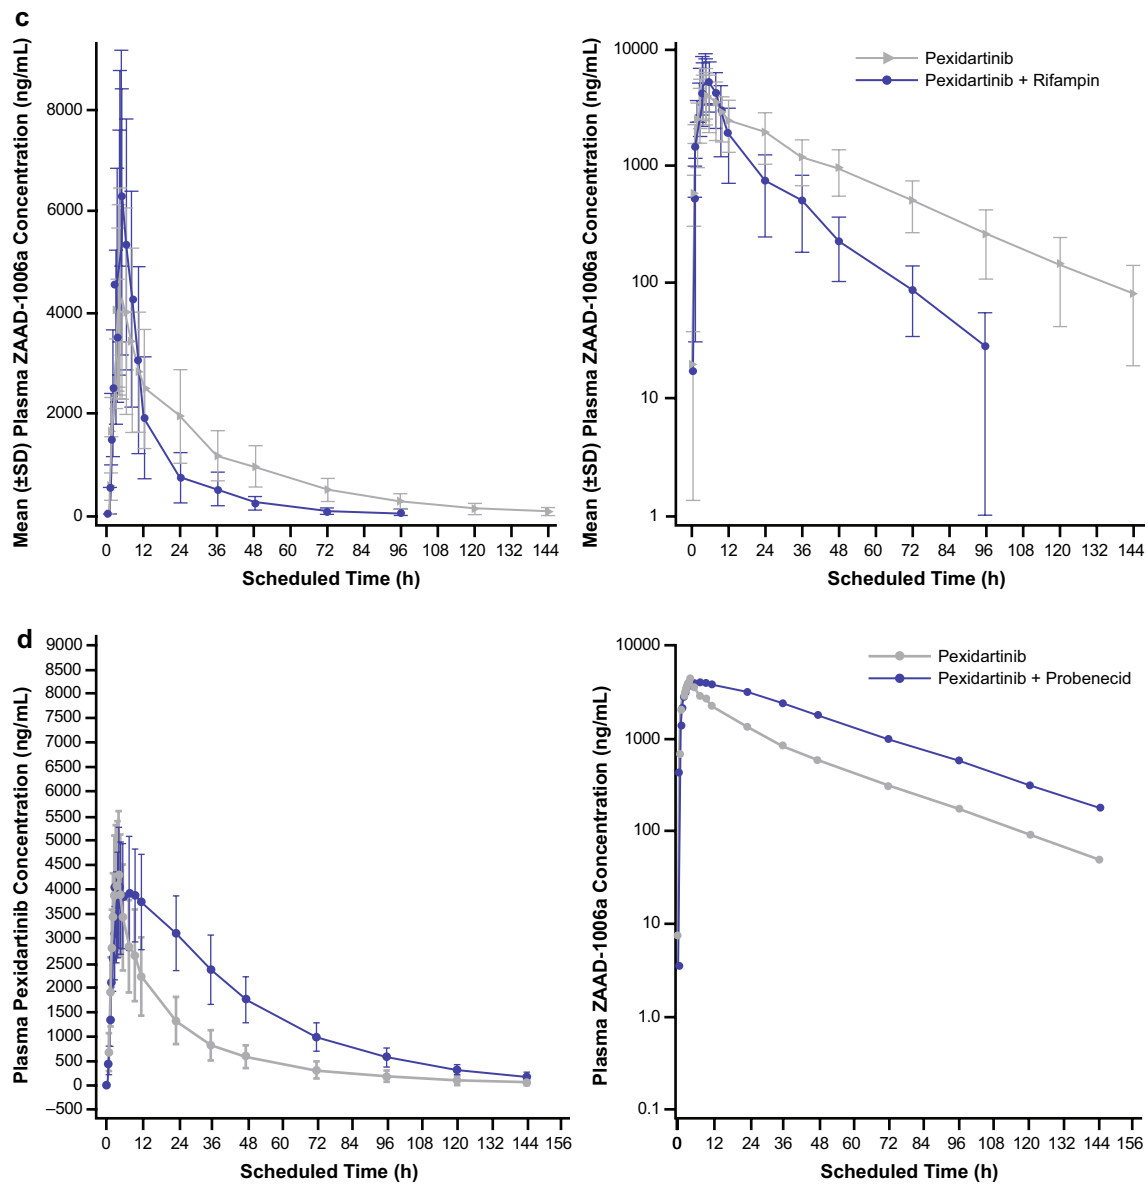 c
Mean (±SD) Plasma ZAAD-1006a Concentration (ng/mL)
8000
6000
4000
2000
0
0 12 24 36 48 60 72 84 96 108 120 132 144
Scheduled Time (h)
Mean (±SD) Plasma ZAAD-1006a Concentration (ng/mL)
10000
1000
100
10
1
0 12 24 36 48 60 72 84 96 108 120 132 144
Scheduled Time (h)
Pexidartinib
Pexidartinib + Rifampin
d
Plasma Pexidartinib Concentration (ng/mL)
9000
8500
8000
7500
7000
6500
6000
5500
5000
4500
4000
3500
3000
2500
2000
1500
1000
500
0
–500
0 12 24 36 48 60 72 84 96 108 120 132 144 156
Scheduled Time (h)
Plasma ZAAD-1006a Concentration (ng/mL)
10000
1000
100
10
1.0
0.1
0 12 24 36 48 60 72 84 96 108 120 132 144 156
Scheduled Time (h)
Pexidartinib
Pexidartinib + Probenecid